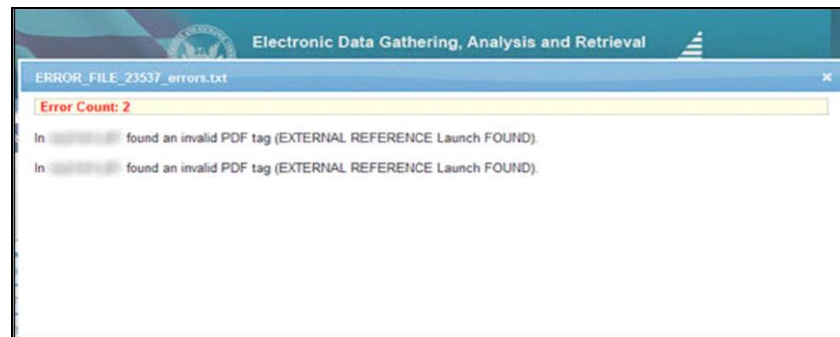 Electronic Data Gathering, Analysis and Retrieval
ERROR_FILE_23537_errors.txt
Error Count: 2
In found an invalid PDF tag (EXTERNAL REFERENCE Launch FOUND).
In found an invalid PDF tag (EXTERNAL REFERENCE Launch FOUND).